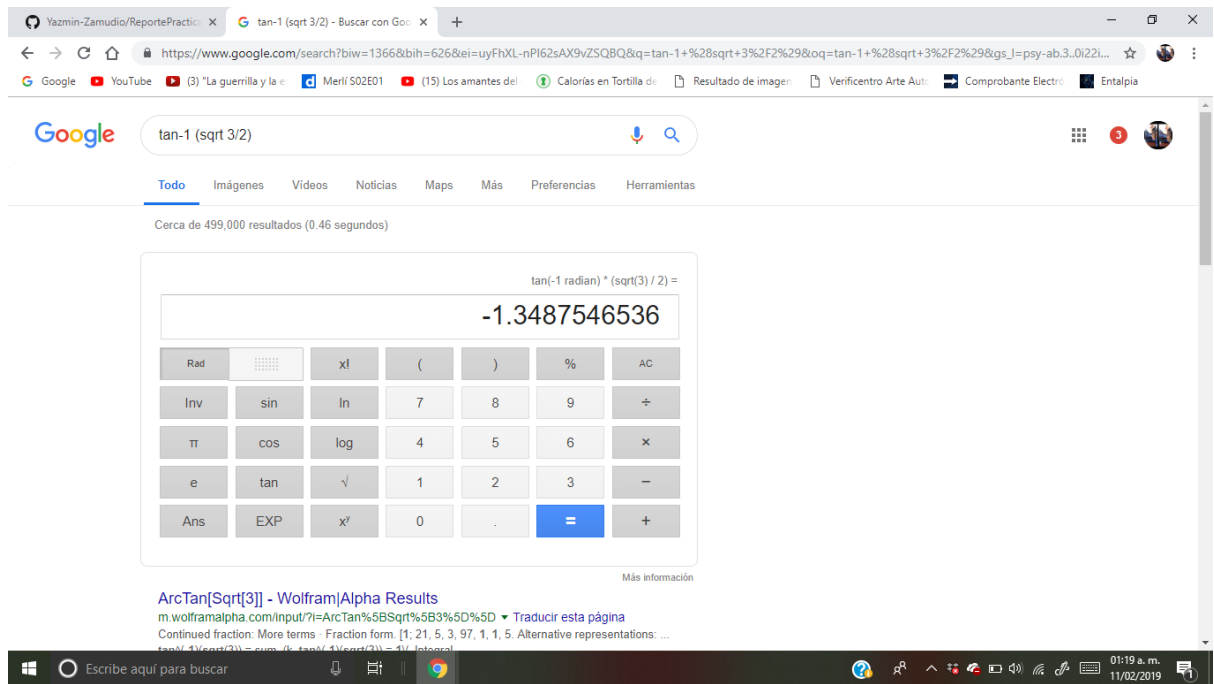 Yazmin-Zamudio/ReportePractica
tan-1 (sqrt 3/2) - Buscar con Goo
https://www.google.com/search?biw=1366&bih=626&ei=uyFhXL-nPI62sAX9vZSQBQ&q=tan-1+%28sqrt+3%2F2%29&oq=tan-1+%28sqrt+3%2F2%29&gs_l=psy-ab.3..0i22i...
Google YouTube (3) "La guerrilla y la e Merlí S02E01 (15) Los amantes del Calorías en Tortilla de Resultado de imagen Verificentro Arte Auto Comprobante Electró Entalpia
Google tan-1 (sqrt 3/2) 3
Todo Imágenes Vídeos Noticias Maps Más Preferencias Herramientas
Cerca de 499,000 resultados (0.46 segundos)
tan(-1 radian) * (sqrt(3) / 2) =
-1.3487546536
Rad x! ( ) % AC
Inv sin ln 7 8 9 ÷
π cos log 4 5 6 ×
e tan √ 1 2 3 −
Ans EXP xʸ 0 . = +
Más información
ArcTan[Sqrt[3]] - Wolfram|Alpha Results
m.wolframalpha.com/input/?i=ArcTan%5BSqrt%5B3%5D%5D ▾ Traducir esta página
Continued fraction: More terms · Fraction form. [1; 21, 5, 3, 97, 1, 1, 5. Alternative representations: ...
Escribe aquí para buscar
01:19 a. m.
11/02/2019
1